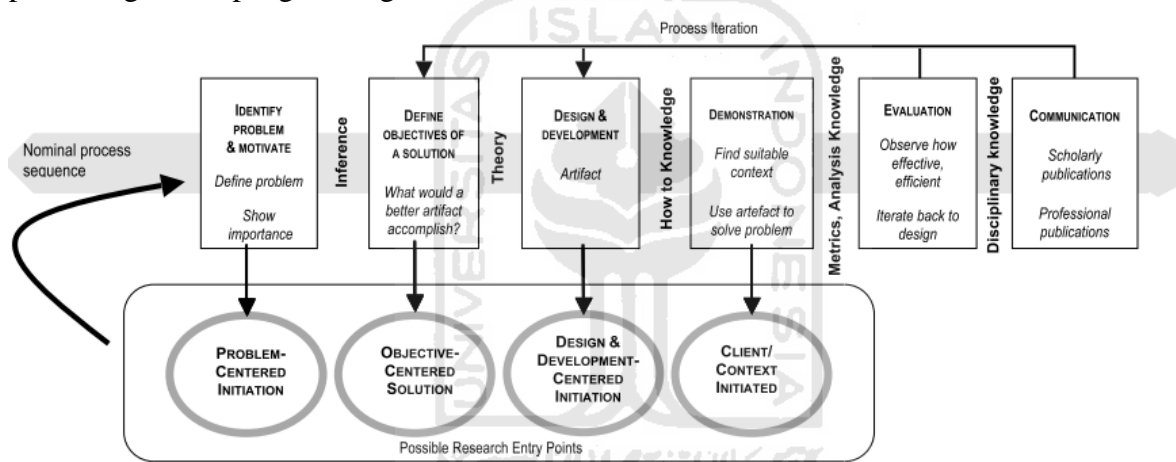 Process Iteration
Nominal process
sequence
IDENTIFY
PROBLEM
& MOTIVATE
Define problem
Show
importance
Inference
DEFINE
OBJECTIVES OF
A SOLUTION
What would a
better artifact
accomplish?
Theory
DESIGN &
DEVELOPMENT
Artifact
How to Knowledge
DEMONSTRATION
Find suitable
context
Use artefact to
solve problem
Metrics, Analysis Knowledge
EVALUATION
Observe how
effective,
efficient
Iterate back to
design
Disciplinary knowledge
COMMUNICATION
Scholarly
publications
Professional
publications
PROBLEM-
CENTERED
INITIATION
OBJECTIVE-
CENTERED
SOLUTION
DESIGN &
DEVELOPMENT-
CENTERED
INITIATION
CLIENT/
CONTEXT
INITIATED
Possible Research Entry Points
UNIVERSITAS
ISLAM
INDONESIA